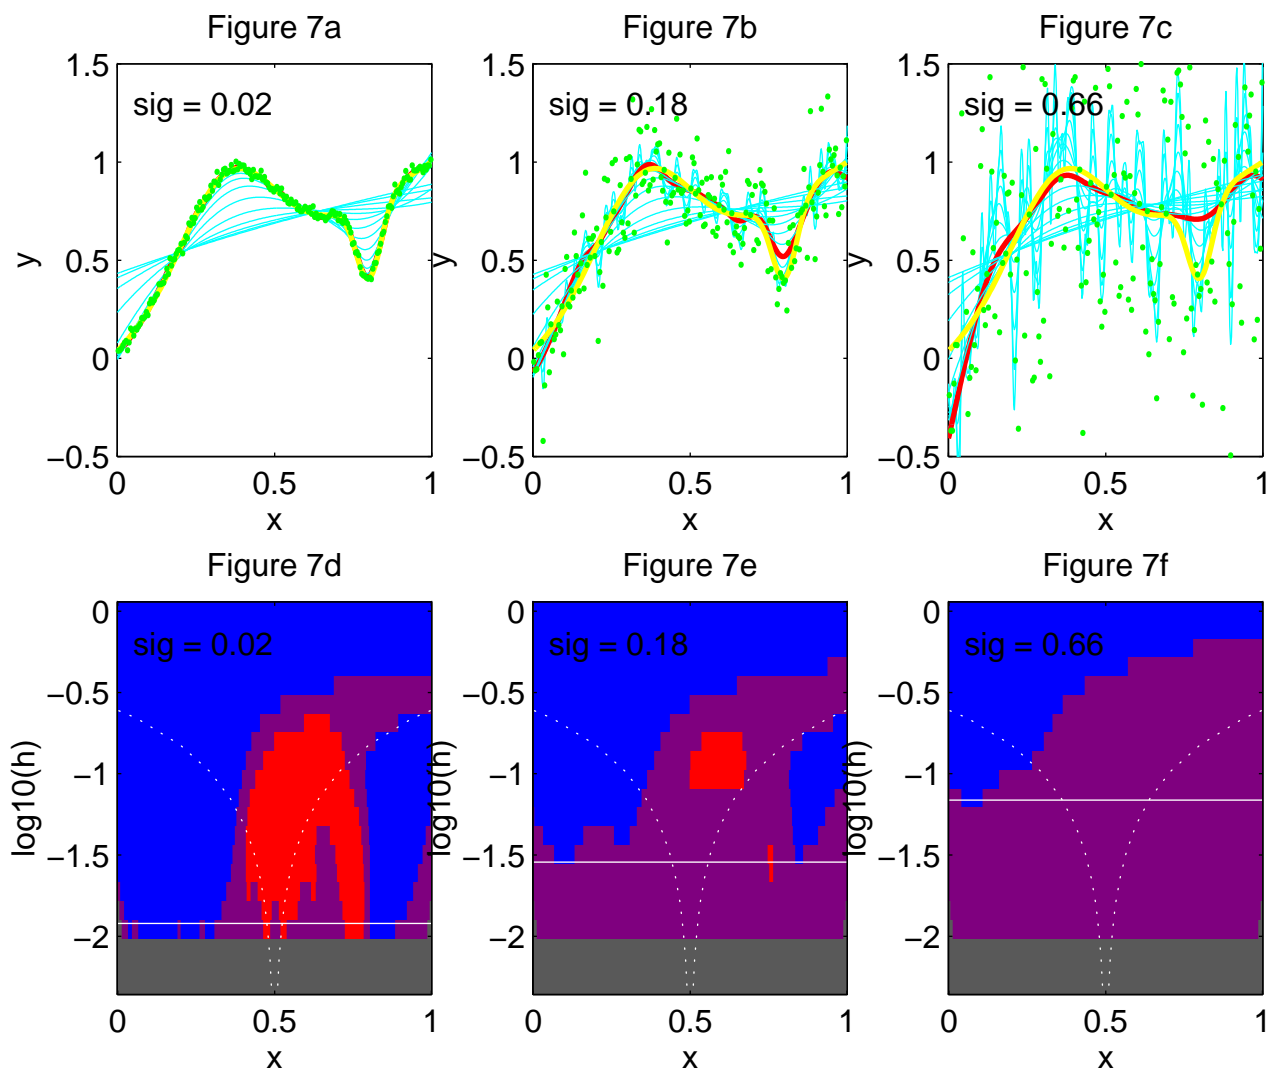 Figure 7a
Figure 7b
Figure 7c
1.5
1
0.5
0
−0.5
y
sig = 0.02
0
0.5
1
x
1.5
1
0.5
0
−0.5
y
sig = 0.18
0
0.5
1
x
1.5
1
0.5
0
−0.5
y
sig = 0.66
0
0.5
1
x
Figure 7d
Figure 7e
Figure 7f
0
−0.5
−1
−1.5
−2
log10(h)
sig = 0.02
0
0.5
1
x
0
−0.5
−1
−1.5
−2
log10(h)
sig = 0.18
0
0.5
1
x
0
−0.5
−1
−1.5
−2
log10(h)
sig = 0.66
0
0.5
1
x